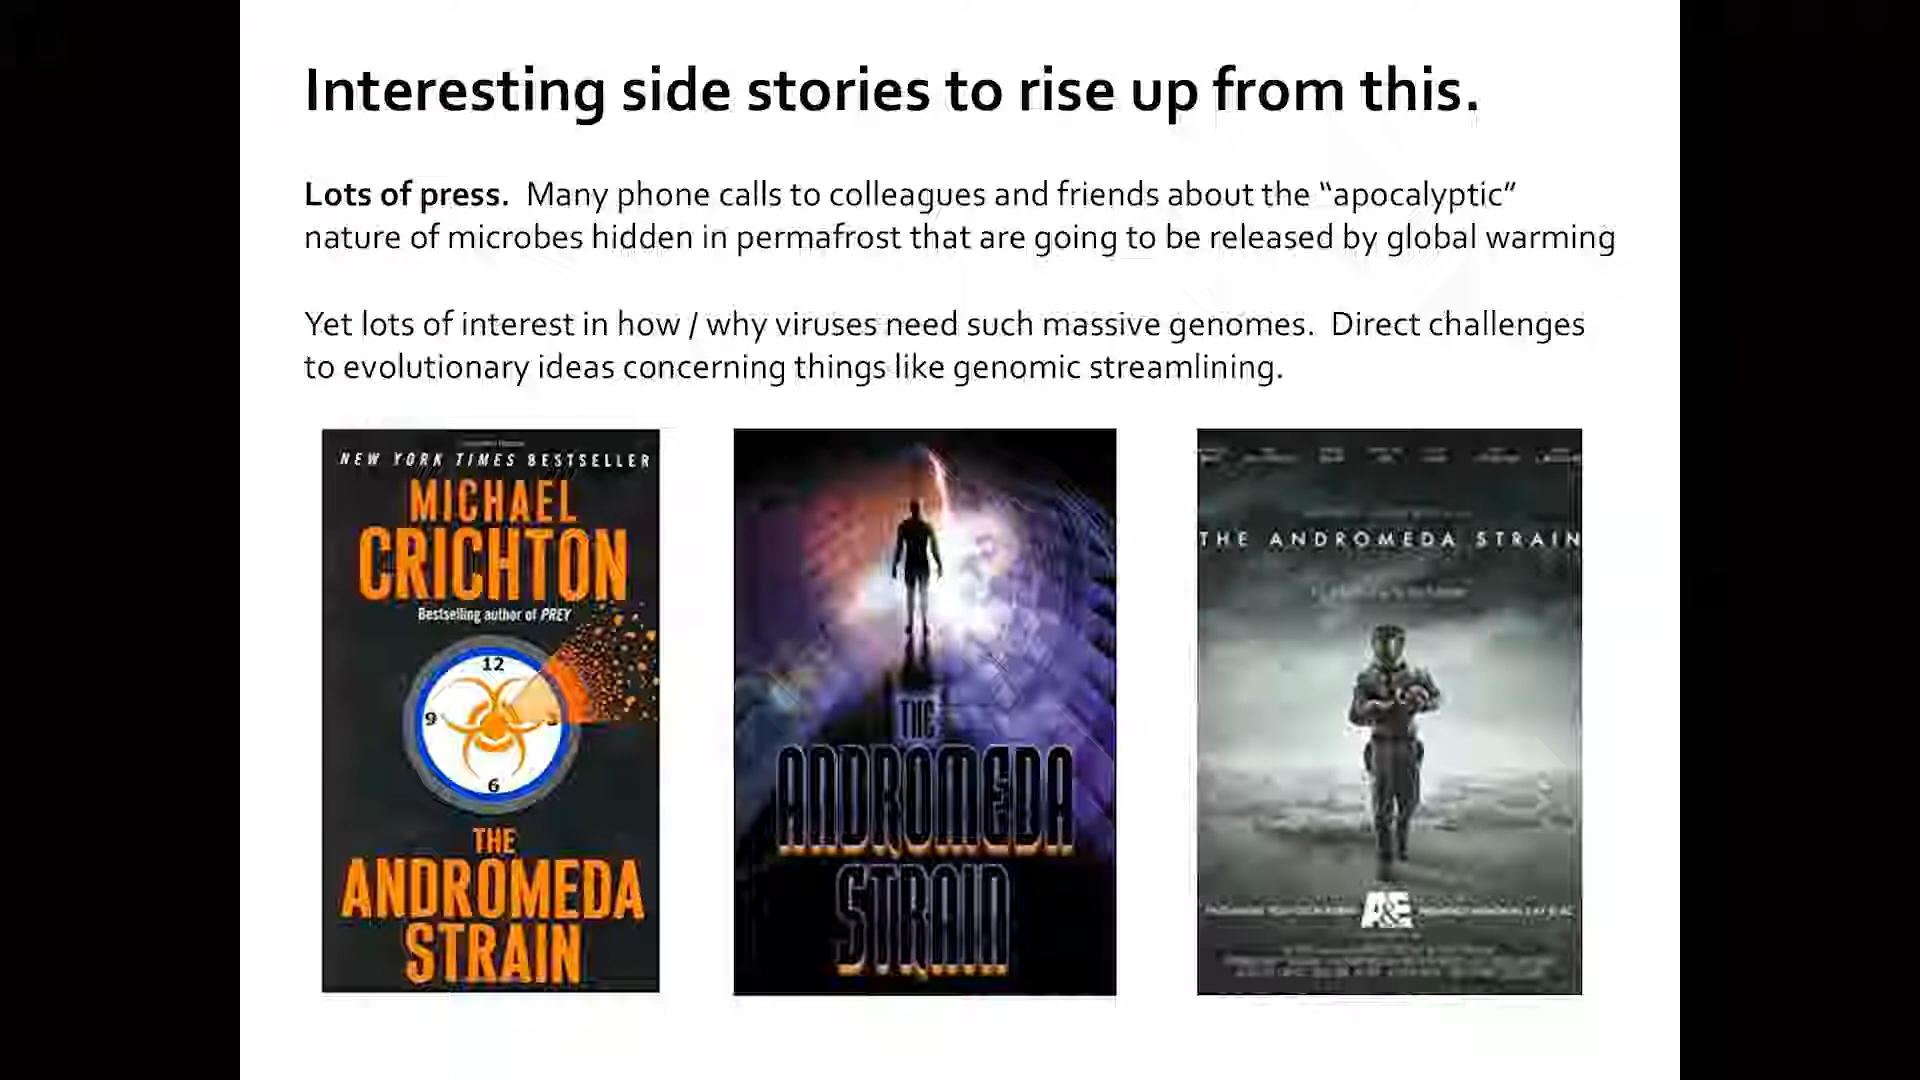 Interesting side stories to rise up from this.
Lots of press. Many phone calls to colleagues and friends about the “apocalyptic”
nature of microbes hidden in permafrost that are going to be released by global warming
Yet lots of interest in how / why viruses need such massive genomes. Direct challenges
to evolutionary ideas concerning things like genomic streamlining.
NEW YORK TIMES BESTSELLER
MICHAEL
CRICHTON
Bestselling author of PREY
12
9
3
6
THE
ANDROMEDA
STRAIN
THE
ANDROMEDA
STRAIN
THE ANDROMEDA STRAIN
A&E